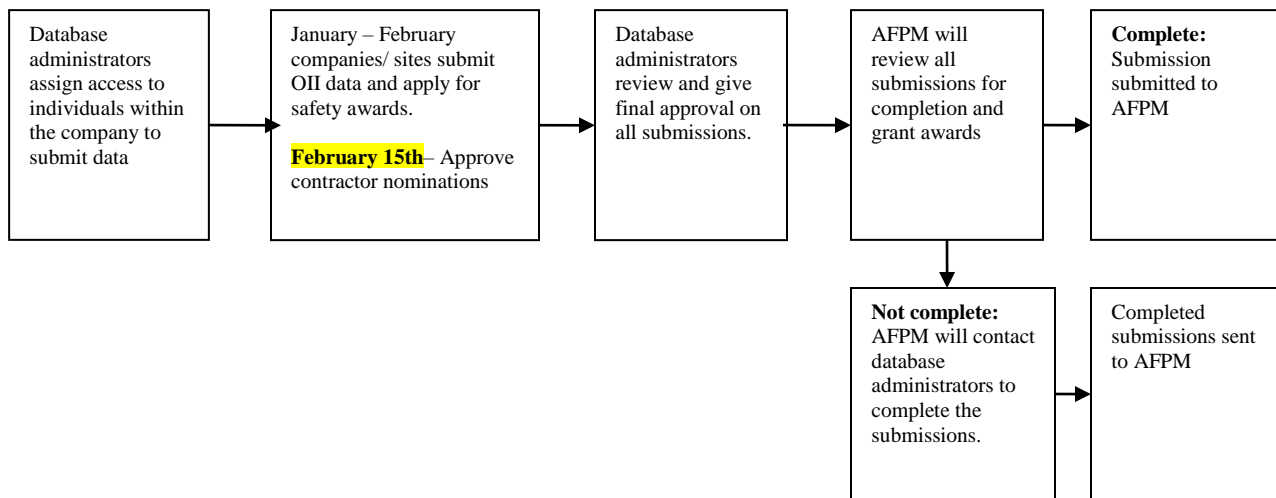 Database
administrators
assign access to
individuals within
the company to
submit data
January – February
companies/ sites submit
OII data and apply for
safety awards.
February 15th– Approve
contractor nominations
Database
administrators
review and give
final approval on
all submissions.
AFPM will
review all
submissions for
completion and
grant awards
Complete:
Submission
submitted to
AFPM
Not complete:
AFPM will contact
database
administrators to
complete the
submissions.
Completed
submissions sent
to AFPM